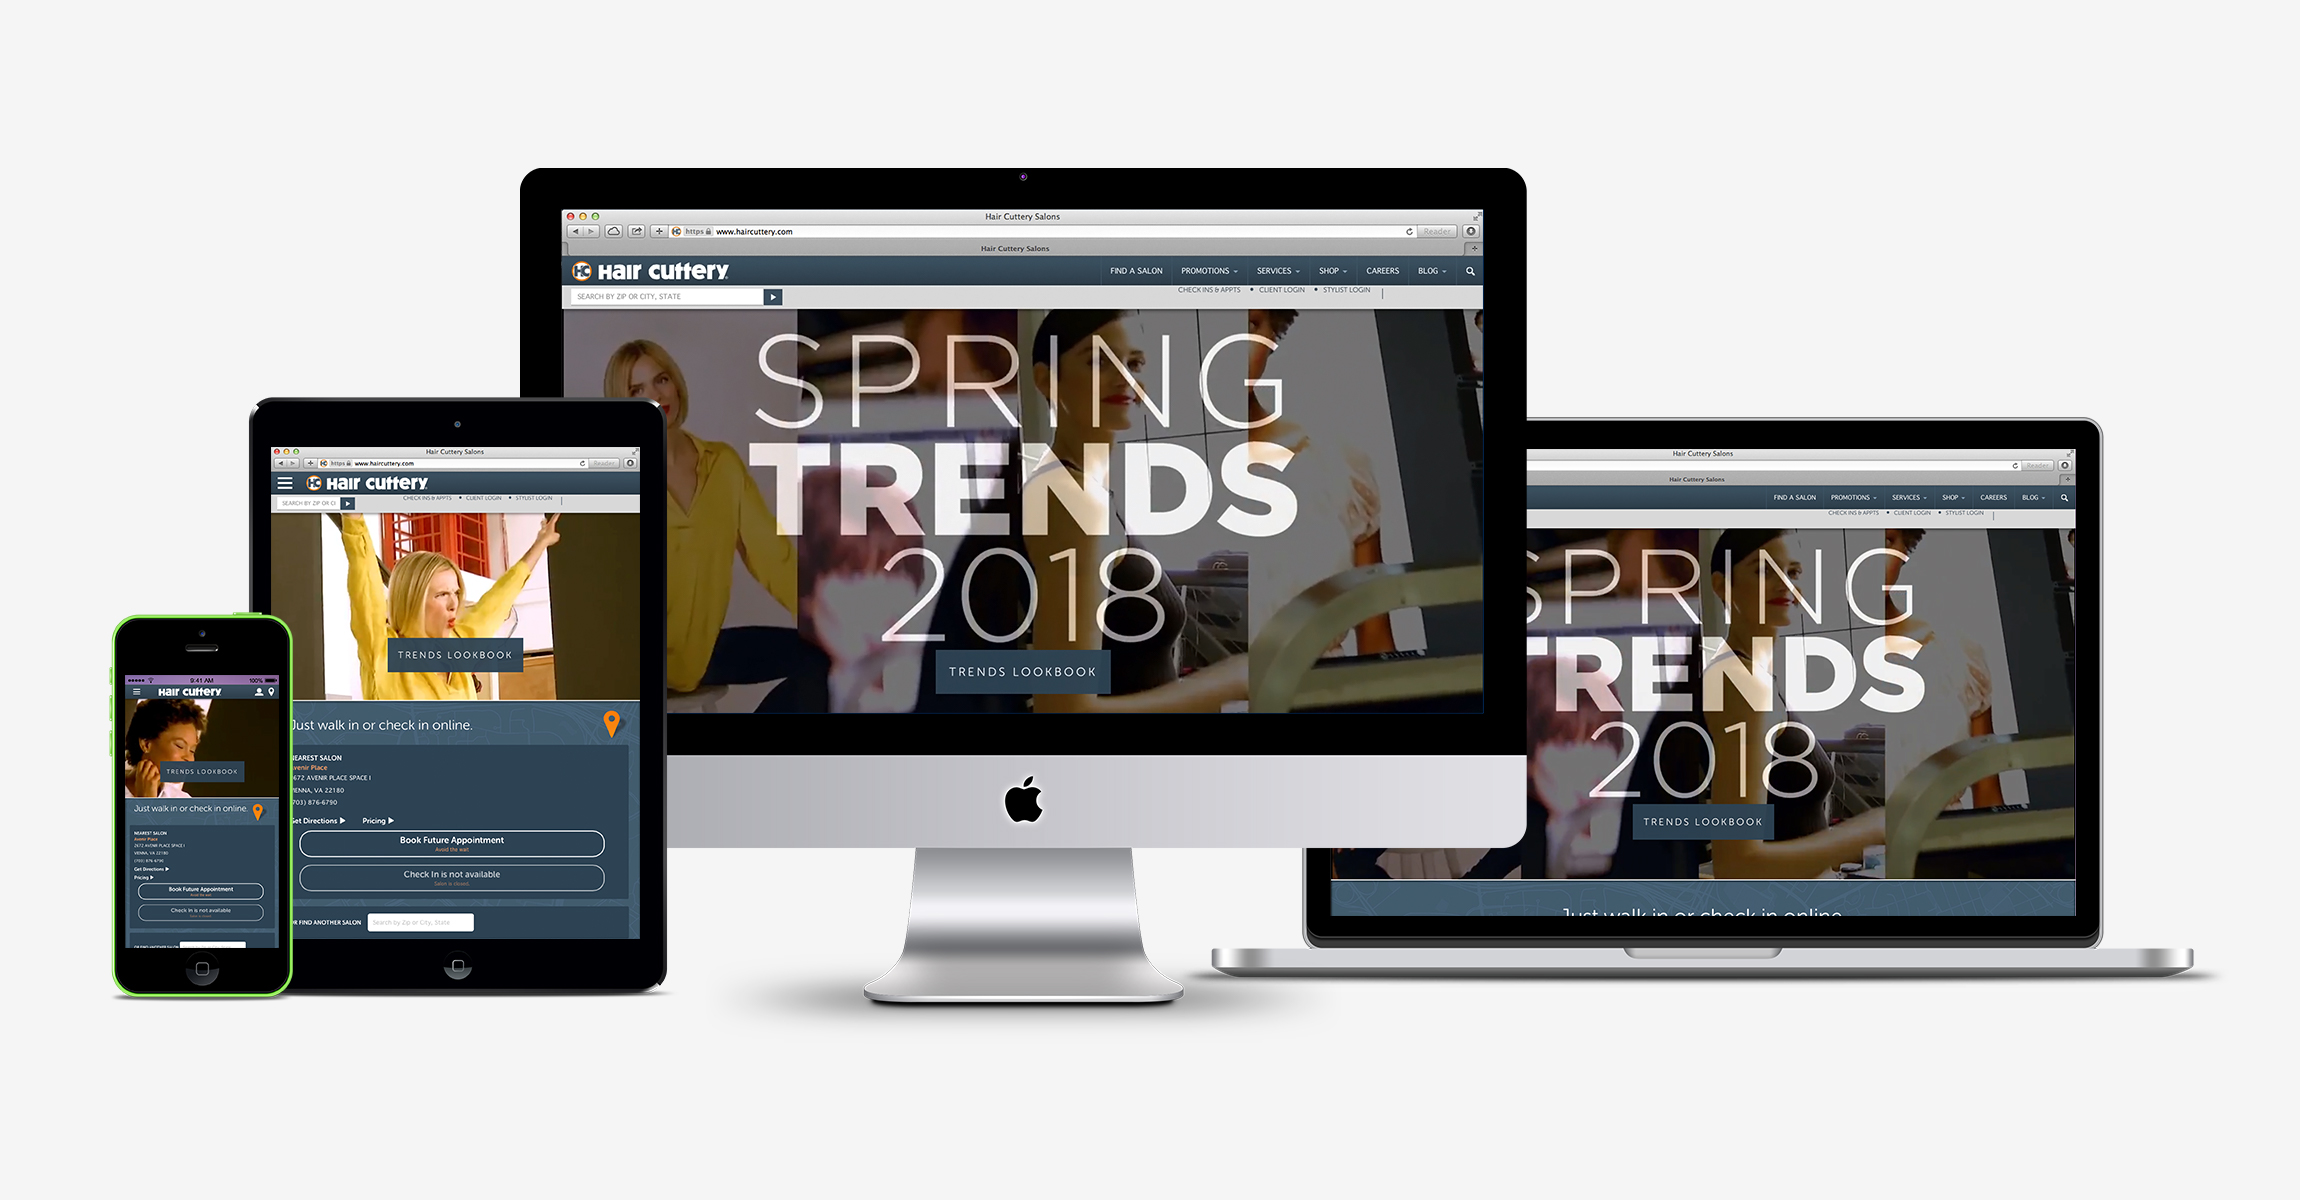 Hair Cuttery Salons
https www.haircuttery.com Reader
Hair Cuttery Salons
HC Hair Cuttery
FIND A SALON PROMOTIONS SERVICES SHOP CAREERS BLOG
SEARCH BY ZIP OR CITY, STATE
CHECK INS & APPTS • CLIENT LOGIN • STYLIST LOGIN |
SPRING
TRENDS
2018
TRENDS LOOKBOOK
Hair Cuttery Salons
https www.haircuttery.com Reader
HC Hair Cuttery
SEARCH BY ZIP OR CI
CHECK INS & APPTS • CLIENT LOGIN • STYLIST LOGIN |
TRENDS LOOKBOOK
Just walk in or check in online.
NEAREST SALON
Avenir Place
2672 AVENIR PLACE SPACE I
VIENNA, VA 22180
(703) 876-6790
Get Directions Pricing
Book Future Appointment
Avoid the wait
Check In is not available
Salon is closed
OR FIND ANOTHER SALON Search by Zip or City, State
9:41 AM 100%
Hair Cuttery
TRENDS LOOKBOOK
Just walk in or check in online.
NEAREST SALON
Avenir Place
2672 AVENIR PLACE SPACE I
VIENNA, VA 22180
(703) 876-6790
Get Directions
Pricing
Book Future Appointment
Avoid the wait
Check In is not available
Salon is closed
OR FIND ANOTHER SALON
Hair Cuttery Salons
Reader
Hair Cuttery Salons
FIND A SALON PROMOTIONS SERVICES SHOP CAREERS BLOG
CHECK INS & APPTS • CLIENT LOGIN • STYLIST LOGIN |
SPRING
TRENDS
2018
TRENDS LOOKBOOK
Just walk in or check in online.